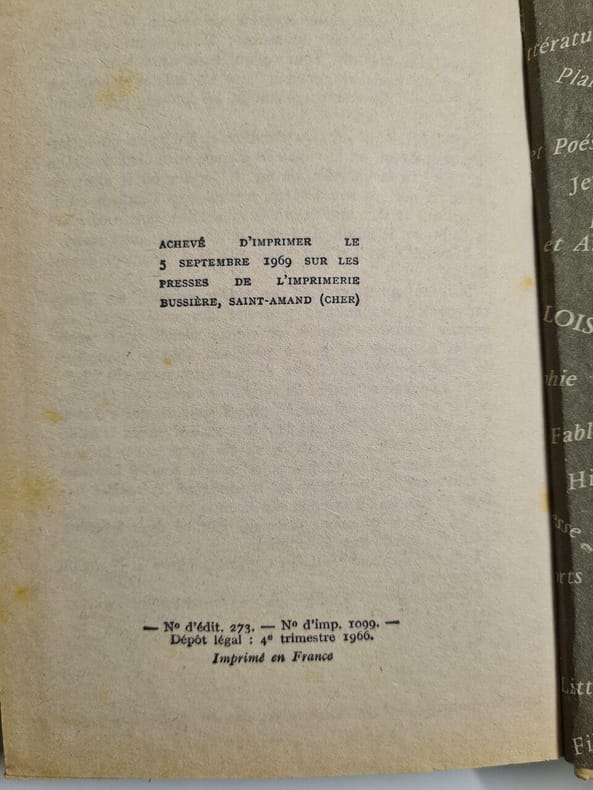 ACHEVÉ D'IMPRIMER LE
5 SEPTEMBRE 1969 SUR LES
PRESSES DE L'IMPRIMERIE
BUSSIÈRE, SAINT-AMAND (CHER)
— Nº d'édit. 273. — Nº d'imp. 1099. —
Dépôt légal : 4e trimestre 1966.
Imprimé en France